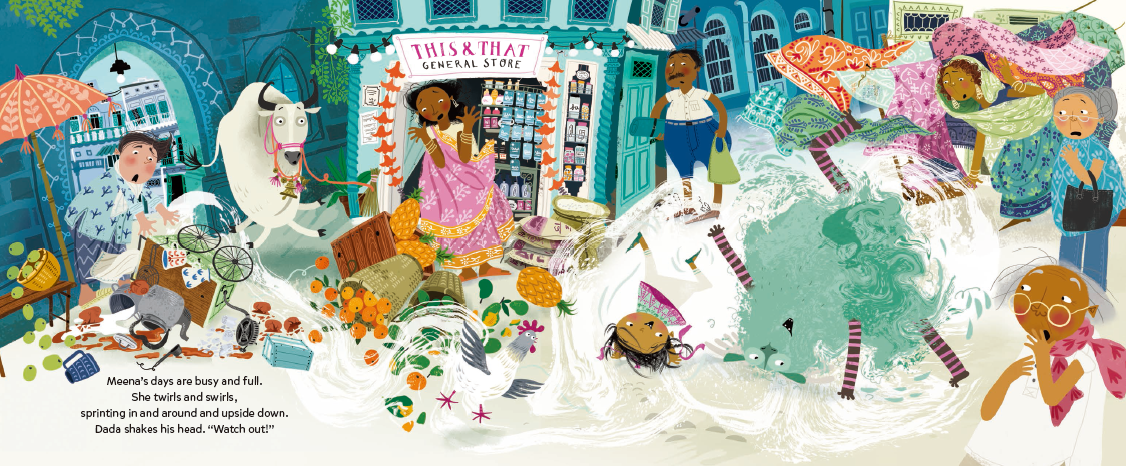 THIS & THAT
GENERAL STORE
Meena's days are busy and full.
She twirls and swirls,
sprinting in and around and upside down.
Dada shakes his head. "Watch out!"